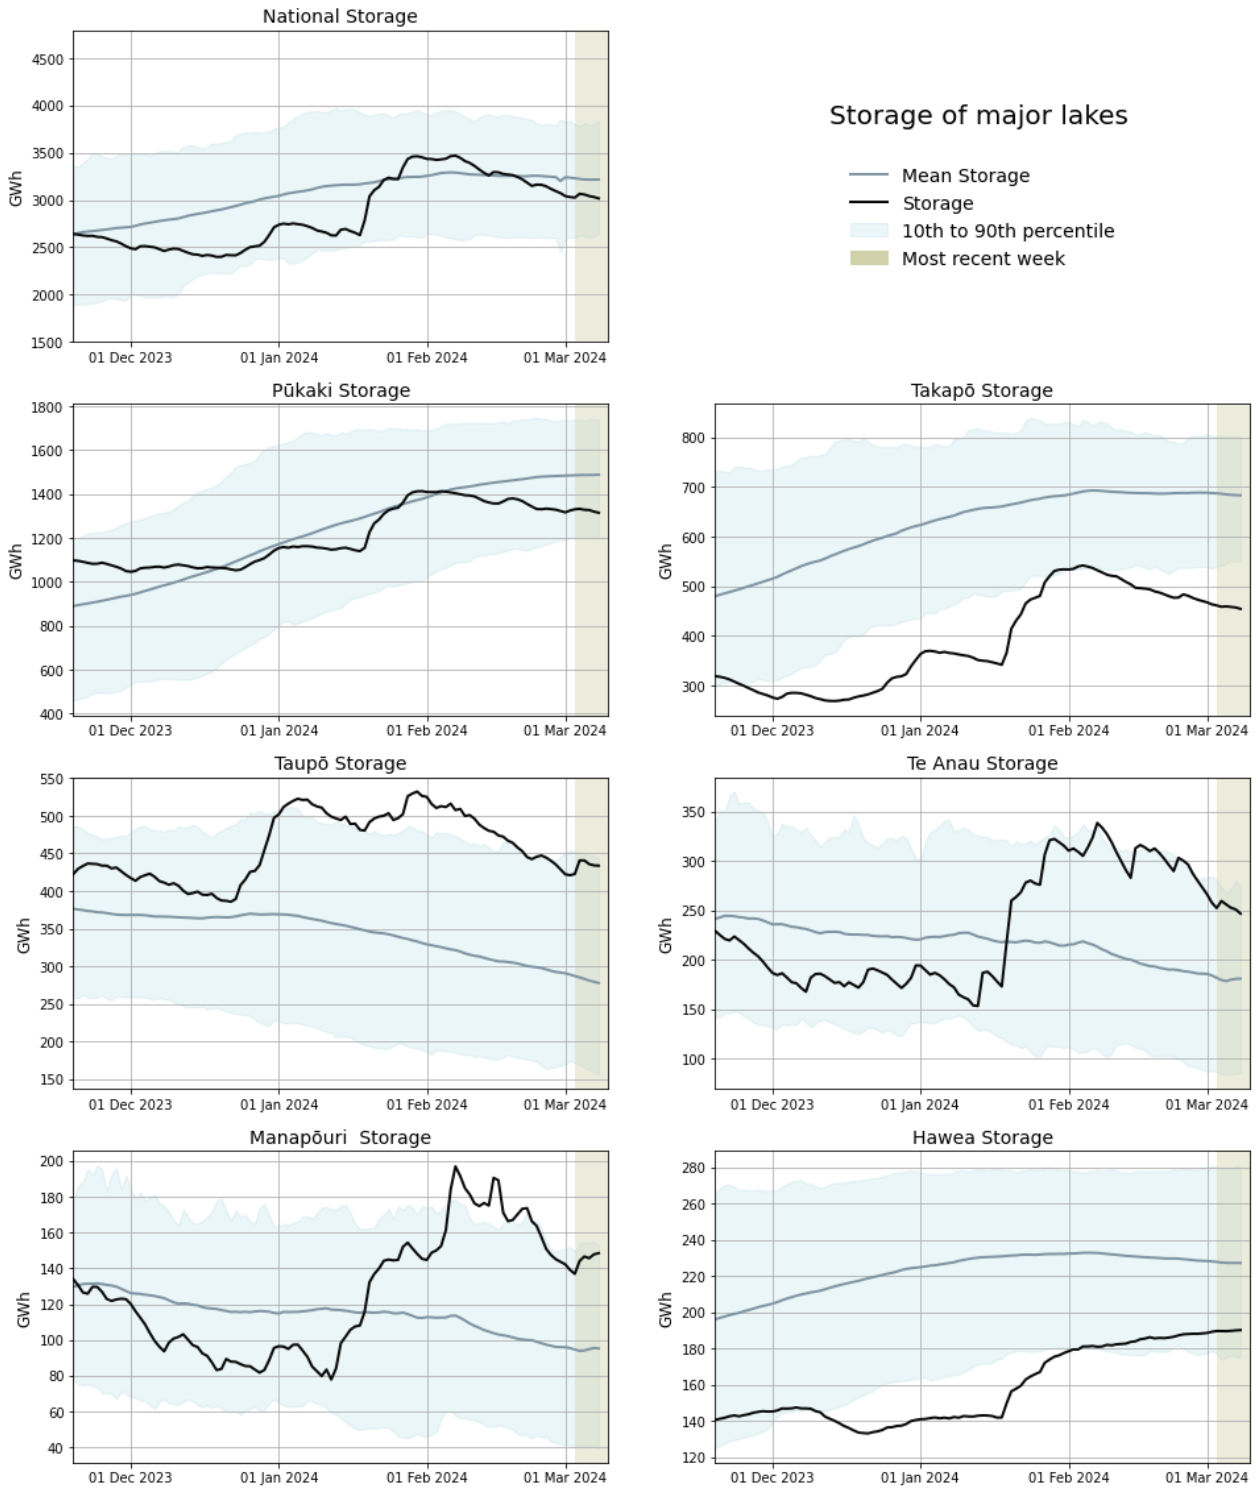 National Storage
GWh
4500
4000
3500
3000
2500
2000
1500
01 Dec 2023
01 Jan 2024
01 Feb 2024
01 Mar 2024
Storage of major lakes
Mean Storage
Storage
10th to 90th percentile
Most recent week
Pūkaki Storage
GWh
1800
1600
1400
1200
1000
800
600
400
01 Dec 2023
01 Jan 2024
01 Feb 2024
01 Mar 2024
Takapō Storage
GWh
800
700
600
500
400
300
01 Dec 2023
01 Jan 2024
01 Feb 2024
01 Mar 2024
Taupō Storage
GWh
550
500
450
400
350
300
250
200
150
01 Dec 2023
01 Jan 2024
01 Feb 2024
01 Mar 2024
Te Anau Storage
GWh
350
300
250
200
150
100
01 Dec 2023
01 Jan 2024
01 Feb 2024
01 Mar 2024
Manapōuri  Storage
GWh
200
180
160
140
120
100
80
60
40
01 Dec 2023
01 Jan 2024
01 Feb 2024
01 Mar 2024
Hawea Storage
GWh
280
260
240
220
200
180
160
140
120
01 Dec 2023
01 Jan 2024
01 Feb 2024
01 Mar 2024